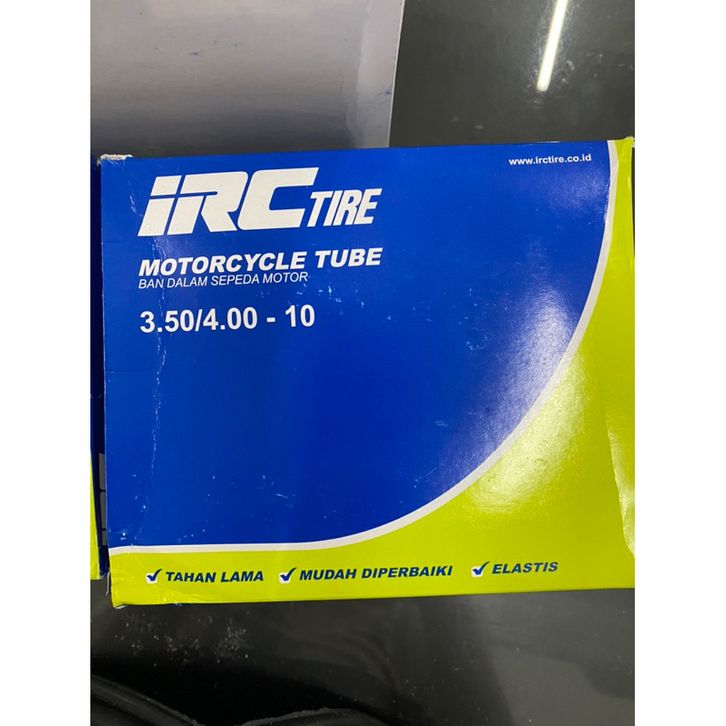 www.irctire.co.id
iRC TIRE
MOTORCYCLE TUBE
BAN DALAM SEPEDA MOTOR
3.50/4.00 - 10
TAHAN LAMA MUDAH DIPERBAIKI ELASTIS